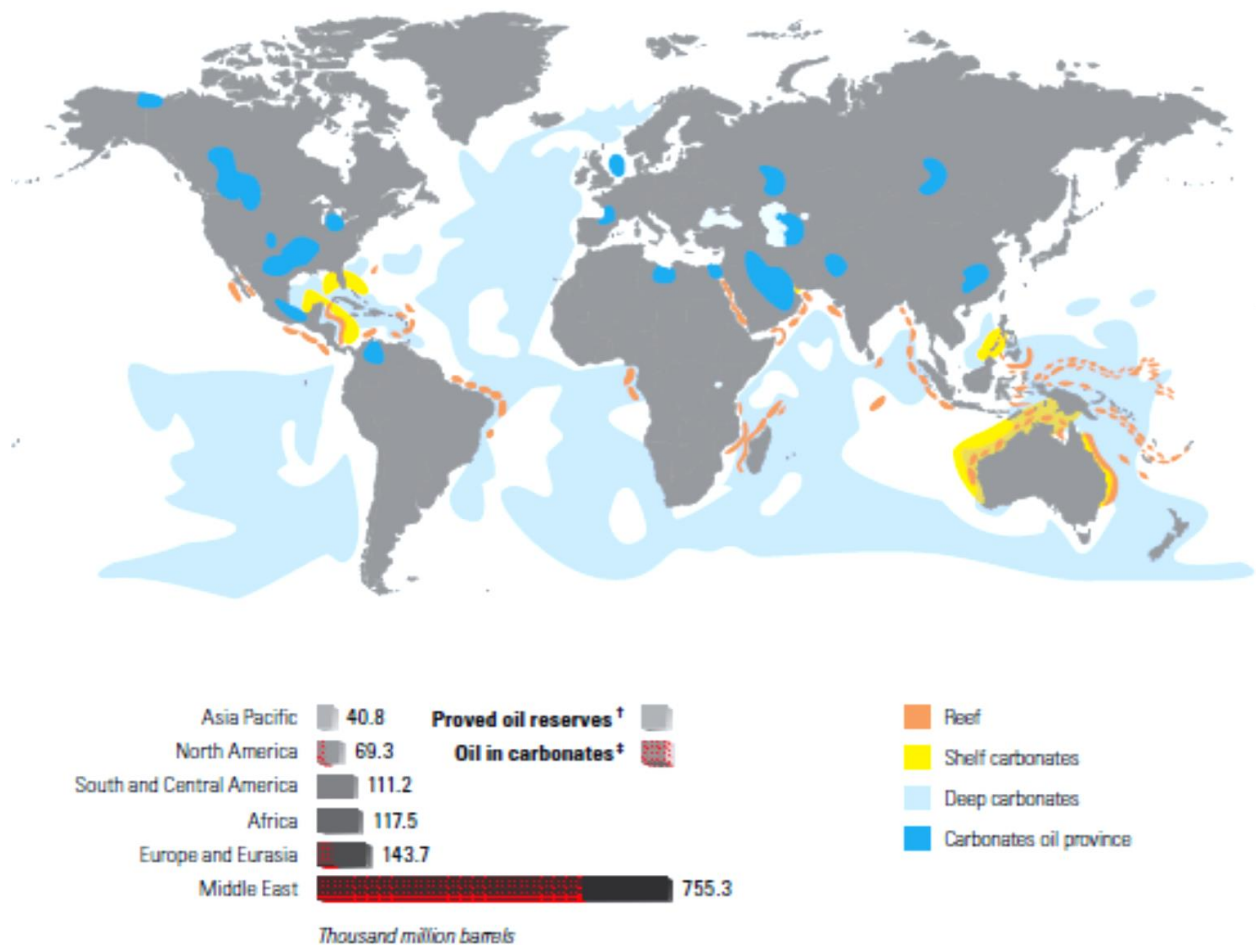 Asia Pacific 40.8 Proved oil reserves†
North America 69.3 Oil in carbonates‡
South and Central America 111.2
Africa 117.5
Europe and Eurasia 143.7
Middle East 755.3
Thousand million barrels
Reef
Shelf carbonates
Deep carbonates
Carbonates oil province